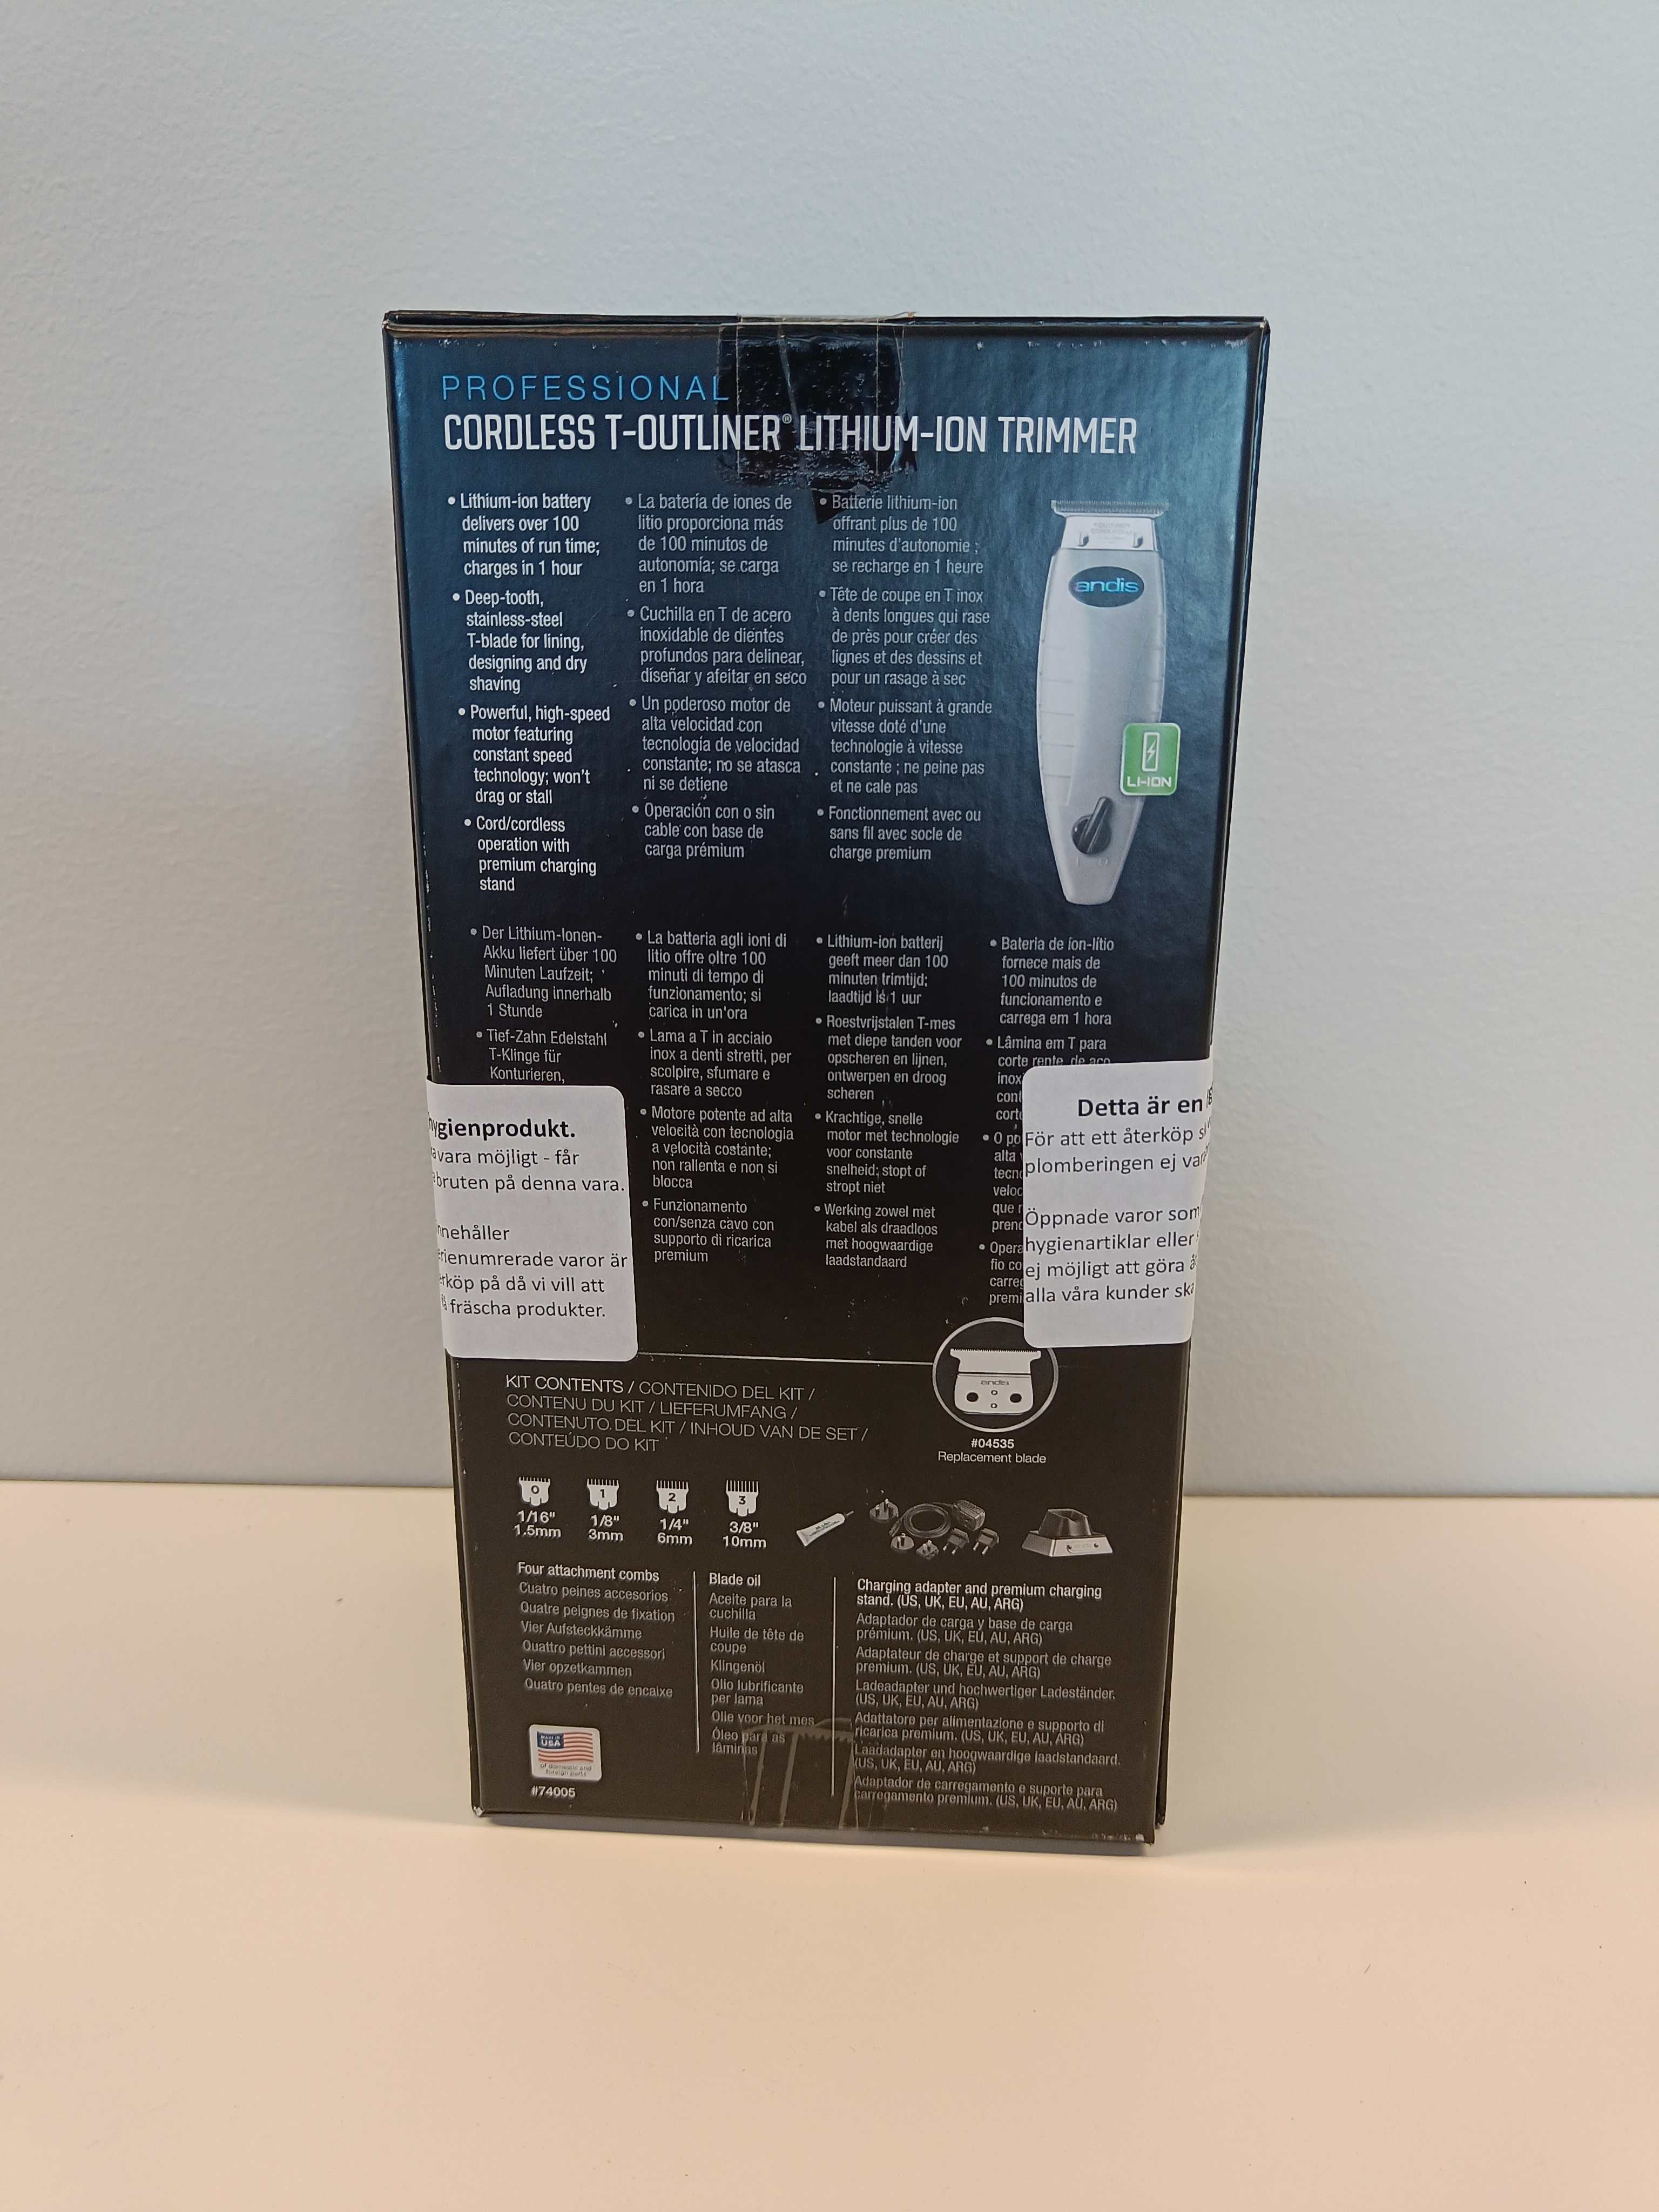 PROFESSIONAL
CORDLESS T-OUTLINER® LITHIUM-ION TRIMMER
• Lithium-ion battery
delivers over 100
minutes of run time;
charges in 1 hour
• Deep-tooth,
stainless-steel
T-blade for lining,
designing and dry
shaving
• Powerful, high-speed
motor featuring
constant speed
technology; won't
drag or stall
• Cord/cordless
operation with
premium charging
stand
• La batería de iones de
litio proporciona más
de 100 minutos de
autonomía; se carga
en 1 hora
• Cuchilla en T de acero
inoxidable de dientes
profundos para delinear,
diseñar y afeitar en seco
• Un poderoso motor de
alta velocidad con
tecnología de velocidad
constante; no se atasca
ni se detiene
• Operación con o sin
cable con base de
carga prémium
• Batterie lithium-ion
offrant plus de 100
minutes d'autonomie ;
se recharge en 1 heure
• Tête de coupe en T inox
à dents longues qui rase
de près pour créer des
lignes et des dessins et
pour un rasage à sec
• Moteur puissant à grande
vitesse doté d'une
technologie à vitesse
constante ; ne peine pas
et ne cale pas
• Fonctionnement avec ou
sans fil avec socle de
charge premium
andis
LI-ION
• Der Lithium-Ionen-
Akku liefert über 100
Minuten Laufzeit;
Aufladung innerhalb
1 Stunde
• Tief-Zahn Edelstahl
T-Klinge für
Konturieren,
• La batteria agli ioni di
litio offre oltre 100
minuti di tempo di
funzionamento; si
carica in un'ora
• Lama a T in acciaio
inox a denti stretti, per
scolpire, sfumare e
rasare a secco
• Motore potente ad alta
velocità con tecnologia
a velocità costante;
non rallenta e non si
blocca
• Funzionamento
con/senza cavo con
supporto di ricarica
premium
• Lithium-ion batterij
geeft meer dan 100
minuten trimtijd;
laadtijd is 1 uur
• Roestvrijstalen T-mes
met diepe tanden voor
opscheren en lijnen,
ontwerpen en droog
scheren
• Krachtige, snelle
motor met technologie
voor constante
snelheid; stopt of
stropt niet
• Werking zowel met
kabel als draadloos
met hoogwaardige
laadstandaard
• Bateria de íon-lítio
fornece mais de
100 minutos de
funcionamento e
carrega em 1 hora
• Lâmina em T para
corte rente, de aço
inox
cont
corte
• O po
alta
tecno
veloc
que
prend
• Opera
fio co
carreg
premi
ygienprodukt.
vara möjligt - får
bruten på denna vara.
nnehåller
rienumrerade varor är
rköp på då vi vill att
fräscha produkter.
Detta är en
För att ett återköp
plomberingen ej
Öppnade varor som
hygienartiklar eller
ej möjligt att göra
alla våra kunder ska
KIT CONTENTS / CONTENIDO DEL KIT /
CONTENU DU KIT / LIEFERUMFANG /
CONTENUTO DEL KIT / INHOUD VAN DE SET /
CONTEÚDO DO KIT
andis
#04535
Replacement blade
0
1/16"
1.5mm
1
1/8"
3mm
2
1/4"
6mm
3
3/8"
10mm
Four attachment combs
Cuatro peines accesorios
Quatre peignes de fixation
Vier Aufsteckkämme
Quattro pettini accessori
Vier opzetkammen
Quatro pentes de encaixe
Blade oil
Aceite para la
cuchilla
Huile de tête de
coupe
Klingenöl
Olio lubrificante
per lama
Olie voor het mes
Óleo para as
lâminas
Charging adapter and premium charging
stand. (US, UK, EU, AU, ARG)
Adaptador de carga y base de carga
prémium. (US, UK, EU, AU, ARG)
Adaptateur de charge et support de charge
premium. (US, UK, EU, AU, ARG)
Ladeadapter und hochwertiger Ladeständer.
(US, UK, EU, AU, ARG)
Adattatore per alimentazione e supporto di
ricarica premium. (US, UK, EU, AU, ARG)
Laadadapter en hoogwaardige laadstandaard.
(US, UK, EU, AU, ARG)
Adaptador de carregamento e suporte para
carregamento premium. (US, UK, EU, AU, ARG)
MADE IN
USA
of domestic and
foreign parts
#74005